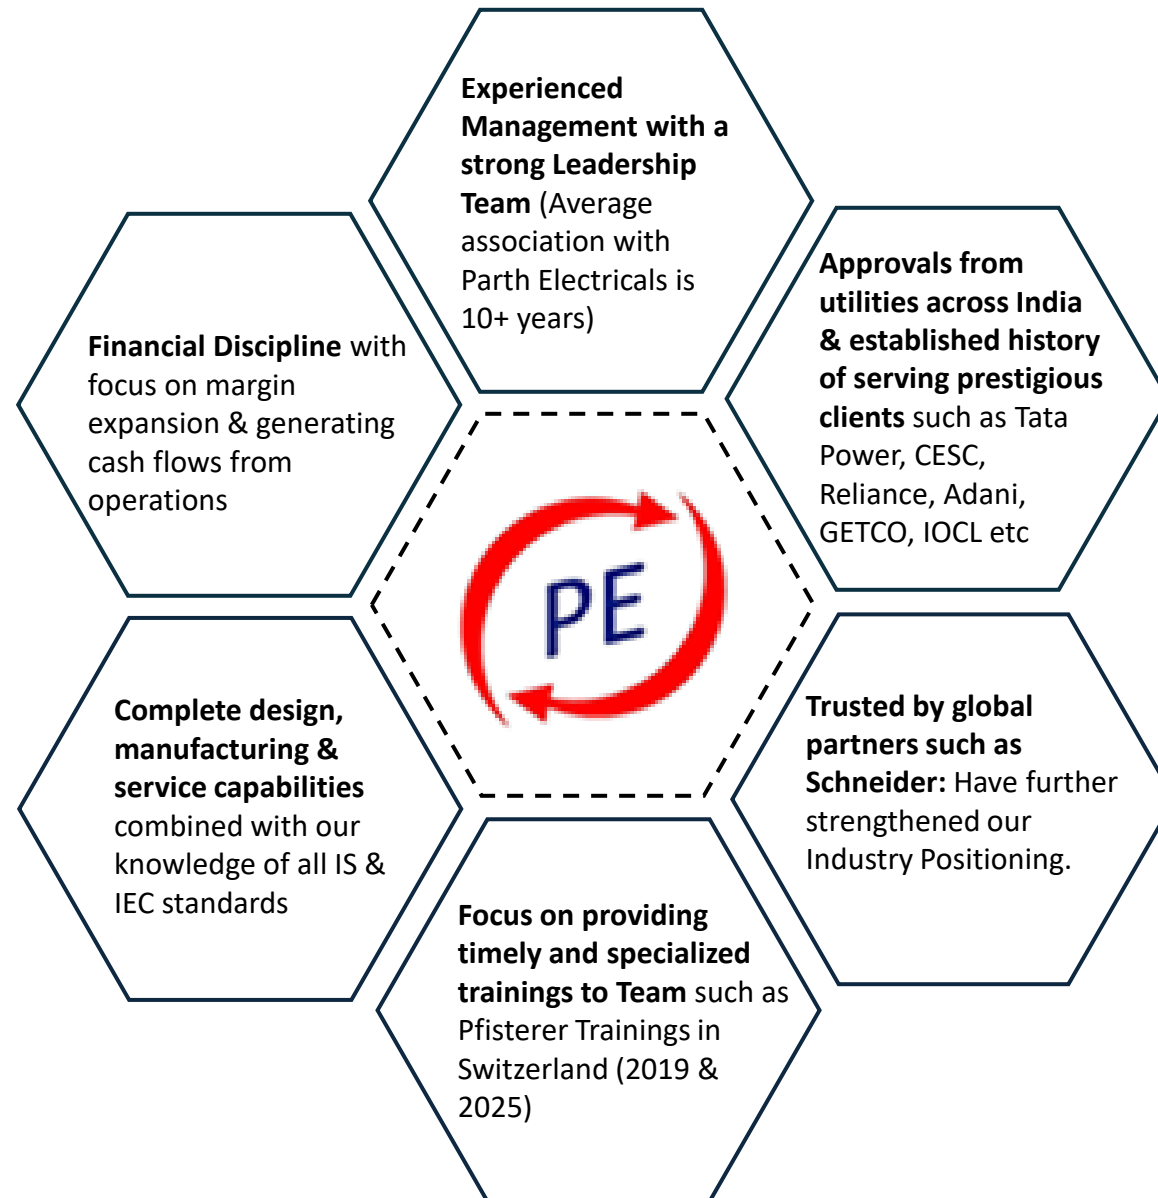 Experienced
Management with a
strong Leadership
Team (Average
association with
Parth Electricals is
10+ years)
Approvals from
utilities across India
& established history
of serving prestigious
clients such as Tata
Power, CESC,
Reliance, Adani,
GETCO, IOCL etc
Financial Discipline with
focus on margin
expansion & generating
cash flows from
operations
PE
Complete design,
manufacturing &
service capabilities
combined with our
knowledge of all IS &
IEC standards
Trusted by global
partners such as
Schneider: Have further
strengthened our
Industry Positioning.
Focus on providing
timely and specialized
trainings to Team such as
Pfisterer Trainings in
Switzerland (2019 &
2025)